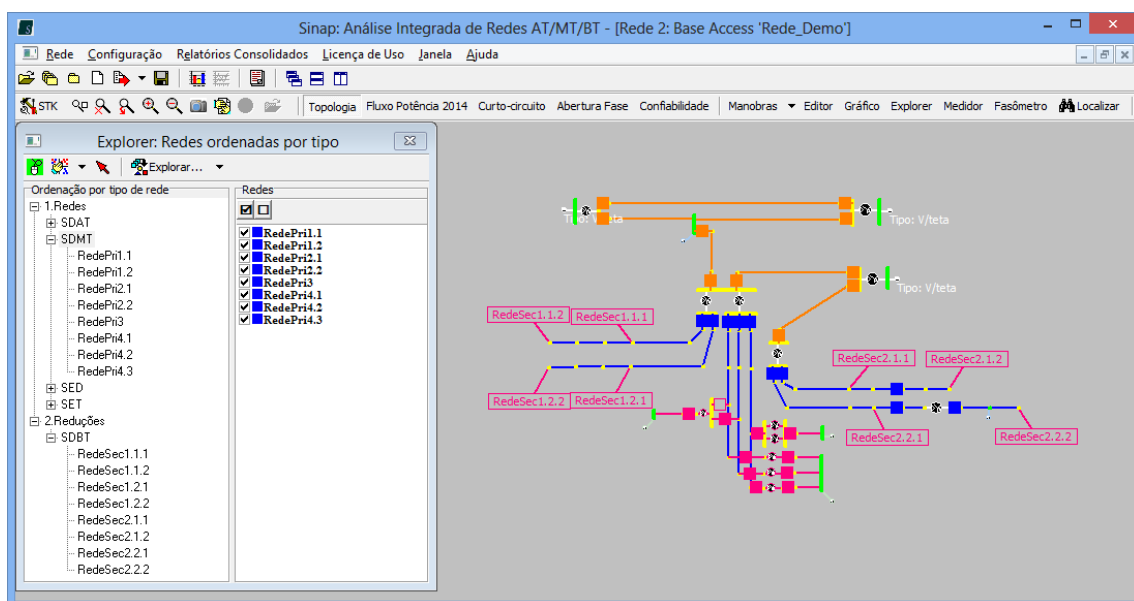 Sinap: Análise Integrada de Redes AT/MT/BT - [Rede 2: Base Access 'Rede_Demo']
Rede Configuração Relatórios Consolidados Licença de Uso Janela Ajuda
STK Topologia Fluxo Potência 2014 Curto-circuito Abertura Fase Confiabilidade Manobras Editor Gráfico Explorer Medidor Fasômetro Localizar
Explorer: Redes ordenadas por tipo
Explorar...
Ordenação por tipo de rede
1.Redes
SDAT
SDMT
RedePri1.1
RedePri1.2
RedePri2.1
RedePri2.2
RedePri3
RedePri4.1
RedePri4.2
RedePri4.3
SED
SET
2.Reduções
SDBT
RedeSec1.1.1
RedeSec1.1.2
RedeSec1.2.1
RedeSec1.2.2
RedeSec2.1.1
RedeSec2.1.2
RedeSec2.2.1
RedeSec2.2.2
Redes
RedePri1.1
RedePri1.2
RedePri2.1
RedePri2.2
RedePri3
RedePri4.1
RedePri4.2
RedePri4.3
Tipo: V/teta
Tipo: V/teta
Tipo: V/teta
RedeSec1.1.2 RedeSec1.1.1
RedeSec2.1.1 RedeSec2.1.2
RedeSec1.2.2 RedeSec1.2.1
RedeSec2.2.1 RedeSec2.2.2